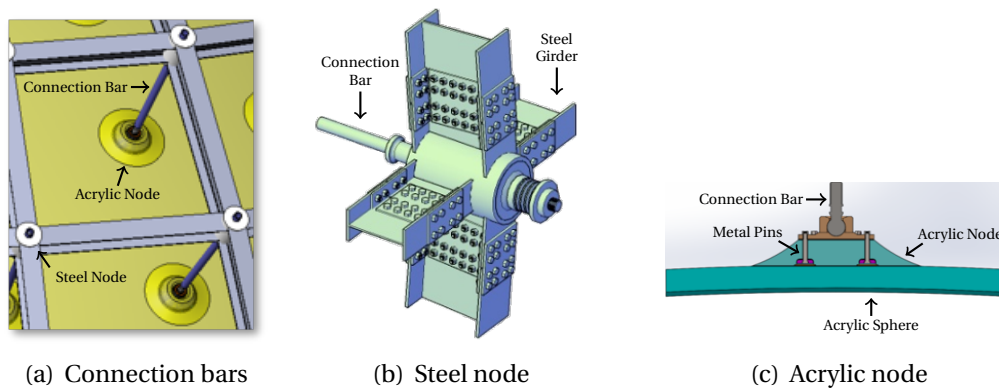 Connection Bar
Acrylic Node
Steel Node
(a) Connection bars
Connection
Bar
Steel
Girder
(b) Steel node
Connection Bar
Metal Pins
Acrylic Node
Acrylic Sphere
(c) Acrylic node